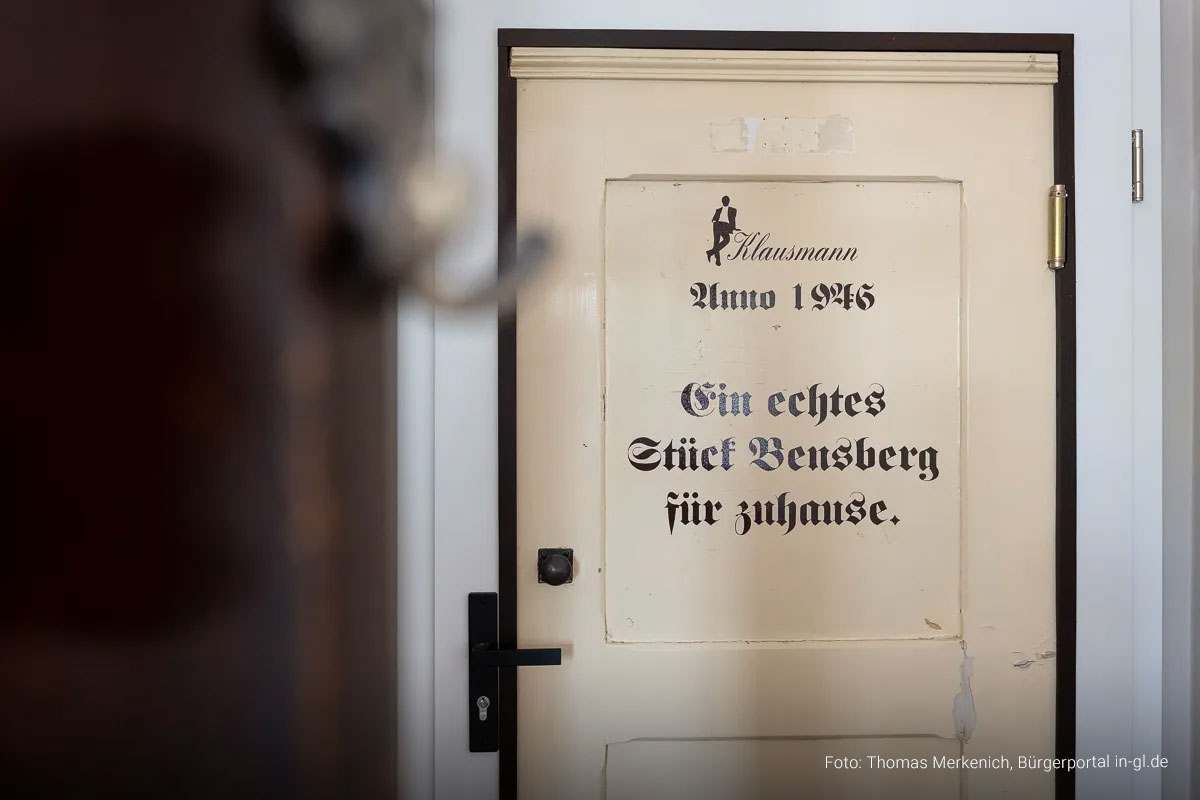 Klausmann
Anno 1946
Ein echtes
Stück Bensberg
für zuhause.
Foto: Thomas Merkenich, Bürgerportal in-gl.de